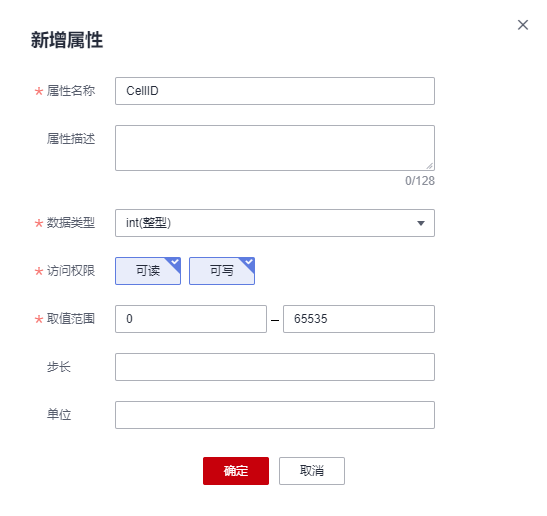 新增属性
* 属性名称 CellID
属性描述
0/128
* 数据类型 int(整型)
* 访问权限 可读 可写
* 取值范围 0 – 65535
步长
单位
确定 取消